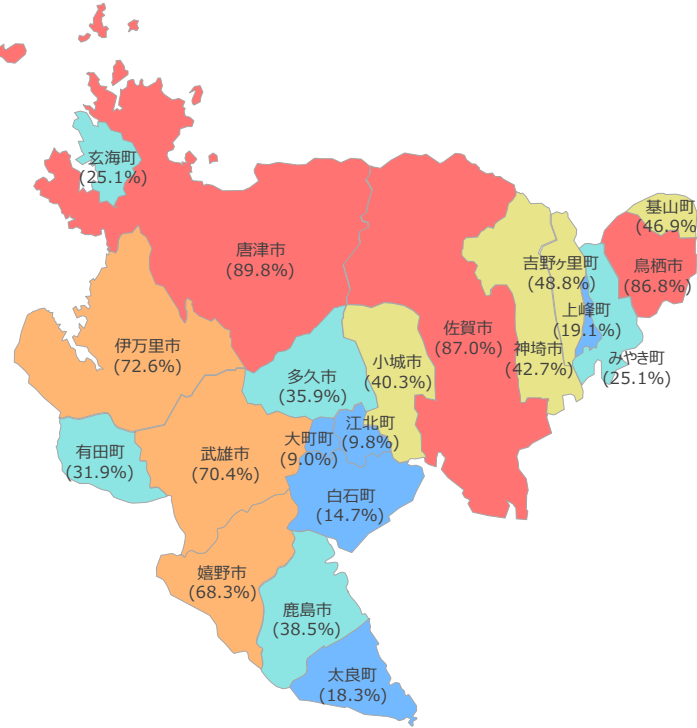 玄海町
(25.1%)
唐津市
(89.8%)
基山町
(46.9%
吉野ヶ里町
(48.8%)
鳥栖市
(86.8%)
上峰町
(19.1%)
佐賀市
(87.0%)
神埼市
(42.7%)
みやき町
(25.1%)
伊万里市
(72.6%)
小城市
(40.3%)
多久市
(35.9%)
江北町
(9.8%)
大町町
(9.0%)
有田町
(31.9%)
武雄市
(70.4%)
白石町
(14.7%)
嬉野市
(68.3%)
鹿島市
(38.5%)
太良町
(18.3%)